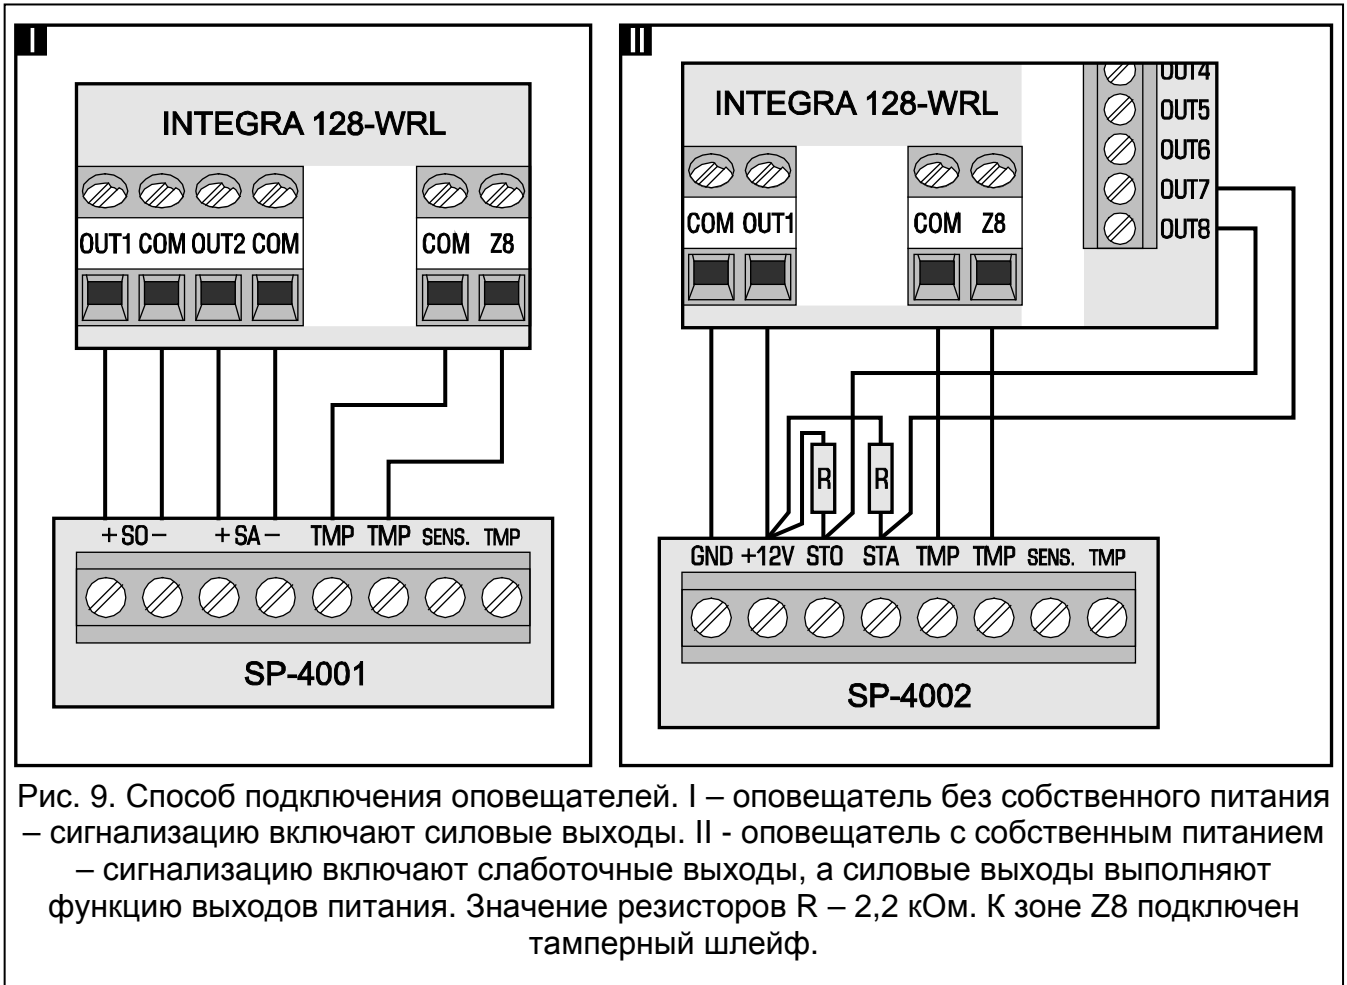 I
INTEGRA 128-WRL
OUT1 COM OUT2 COM
COM Z8
+ SO − + SA − TMP TMP SENS. TMP
SP-4001
II
INTEGRA 128-WRL
OUT4
OUT5
OUT6
OUT7
OUT8
COM OUT1
COM Z8
R R
GND +12V STO STA TMP TMP SENS. TMP
SP-4002
Рис. 9. Способ подключения оповещателей. I – оповещатель без собственного питания
– сигнализацию включают силовые выходы. II - оповещатель с собственным питанием
– сигнализацию включают слаботочные выходы, а силовые выходы выполняют
функцию выходов питания. Значение резисторов R – 2,2 кОм. К зоне Z8 подключен
тамперный шлейф.